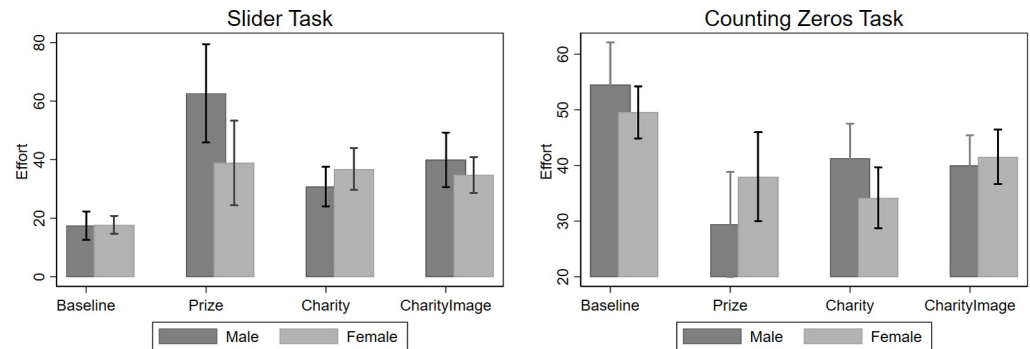 Slider Task
80
60
40
20
0
Effort
Baseline Prize Charity CharityImage
Male Female
Counting Zeros Task
60
50
40
30
20
Effort
Baseline Prize Charity CharityImage
Male Female